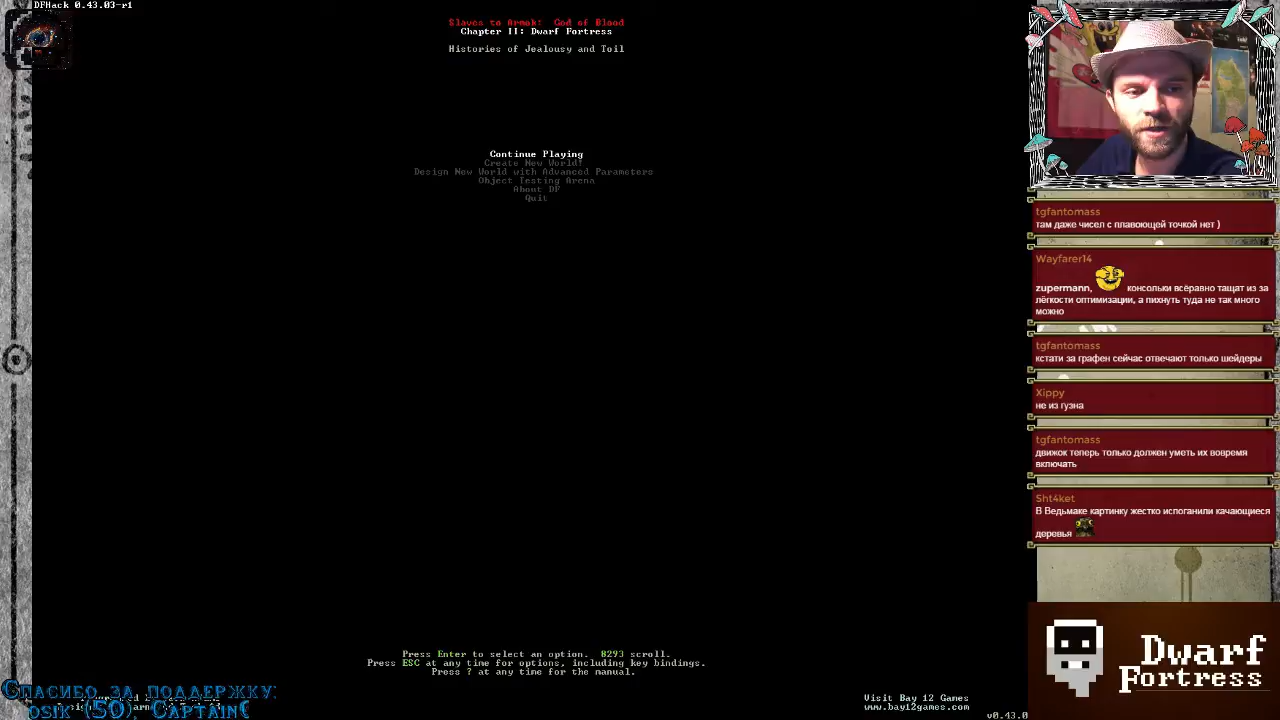 DFHack 0.43.03-r1
Slaves to Armok: God of Blood
Chapter II: Dwarf Fortress
Histories of Jealousy and Toil
Continue Playing
Create New World!
Design New World with Advanced Parameters
Object Testing Arena
About DF
Quit
Press Enter to select an option. 8293 scroll.
Press ESC at any time for options, including key bindings.
Press ? at any time for the manual.
Спасибо за поддержку:
osik (50), Captain
Visit Bay 12 Games
www.bay12games.com
v0.43.0
tgfantomass
там даже чисел с плавоющей точкой нет )
Wayfarer14
zupermann, консольки всёравно тащат из за
лёгкости оптимизации, а пихнуть туда не так много
можно
tgfantomass
кстати за графен сейчас отвечают только шейдеры
Xippy
не из гузна
tgfantomass
движок теперь только должен уметь их вовремя
включать
Sht4ket
В Ведьмаке картинку жестко испоганили качающиеся
деревья
Dwarf
Fortress